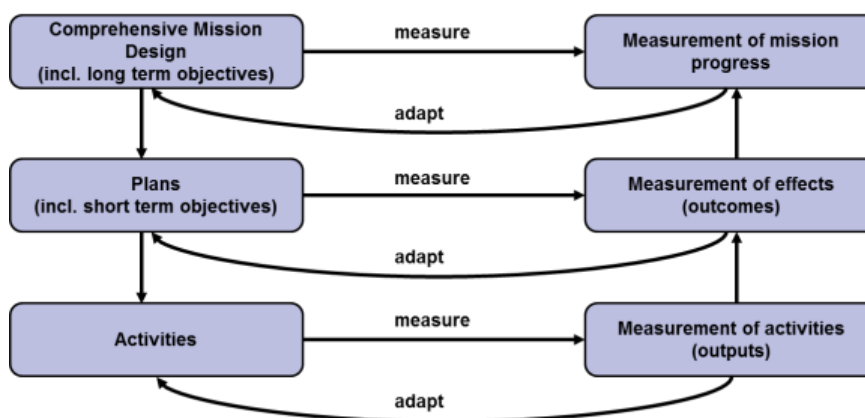 Comprehensive Mission
Design
(incl. long term objectives)
measure
Measurement of mission
progress
adapt
Plans
(incl. short term objectives)
measure
Measurement of effects
(outcomes)
adapt
Activities
measure
Measurement of activities
(outputs)
adapt